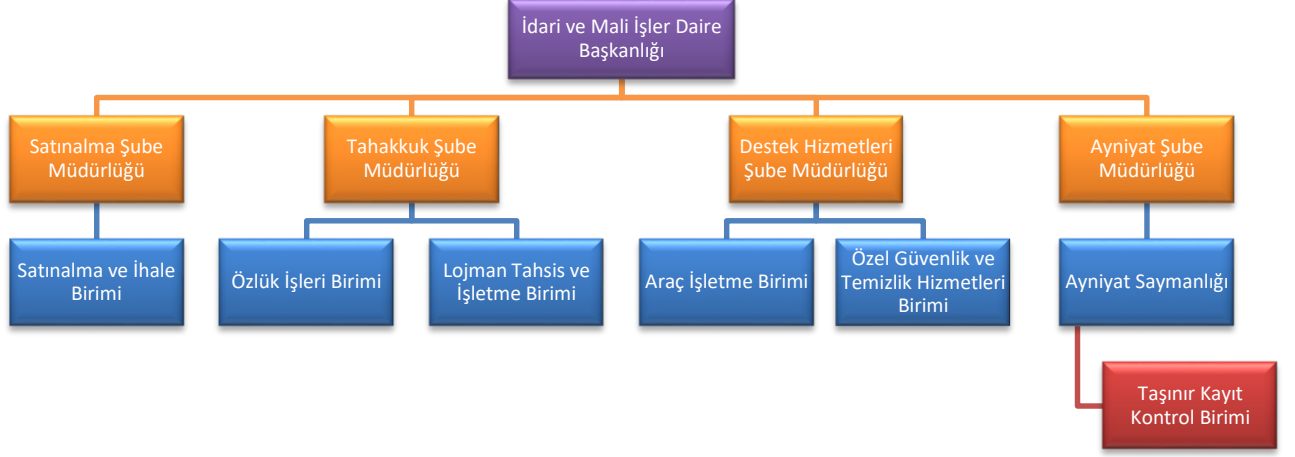 İdari ve Mali İşler Daire
Başkanlığı
Satınalma Şube
Müdürlüğü
Tahakkuk Şube
Müdürlüğü
Destek Hizmetleri
Şube Müdürlüğü
Ayniyat Şube
Müdürlüğü
Satınalma ve İhale
Birimi
Özlük İşleri Birimi
Lojman Tahsis ve
İşletme Birimi
Araç İşletme Birimi
Özel Güvenlik ve
Temizlik Hizmetleri
Birimi
Ayniyat Saymanlığı
Taşınır Kayıt
Kontrol Birimi